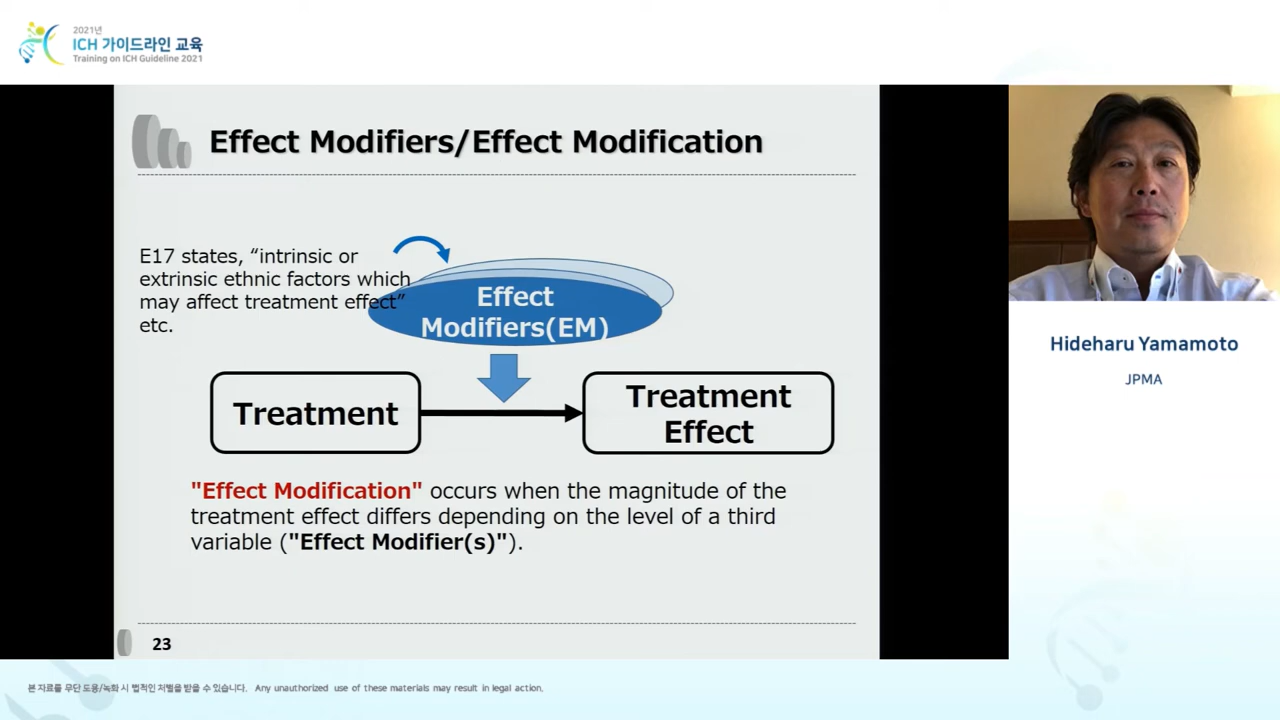 2021년
ICH 가이드라인 교육
Training on ICH Guideline 2021
Effect Modifiers/Effect Modification
E17 states, “intrinsic or
extrinsic ethnic factors which
may affect treatment effect”
etc.
Effect
Modifiers(EM)
Treatment
Treatment
Effect
"Effect Modification" occurs when the magnitude of the
treatment effect differs depending on the level of a third
variable ("Effect Modifier(s)").
23
Hideharu Yamamoto
JPMA
본 자료를 무단 도용/녹화 시 법적인 처벌을 받을 수 있습니다. Any unauthorized use of these materials may result in legal action.